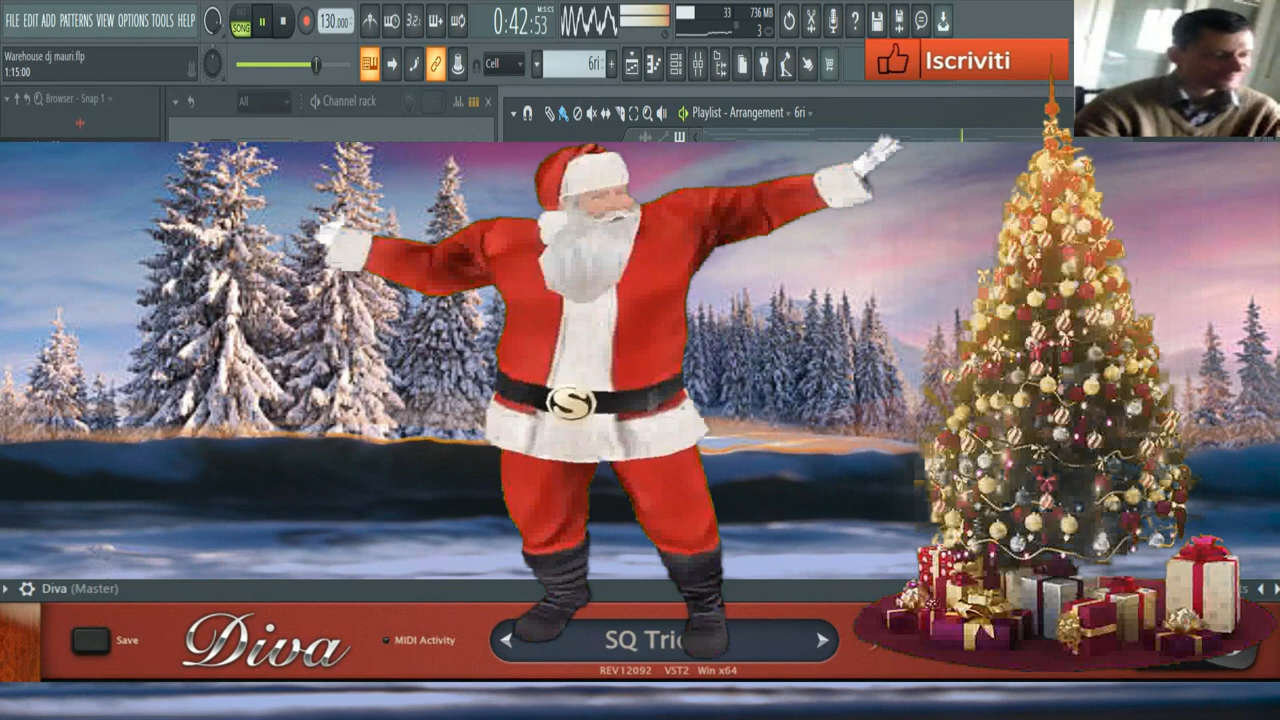 FILE EDIT ADD PATTERNS VIEW OPTIONS TOOLS HELP
SONG
130.000
3:2:
0:42:53
M:S:CS
33
736 MB
3
?
Warehouse dj mauri.flp
1:15:00
Cell
6ri
Iscriviti
Browser - Snap 1
All
Channel rack
Playlist - Arrangement
6ri
S
Diva (Master)
Save
Diva
MIDI Activity
SQ Tri
REV12092 VST2 Win x64